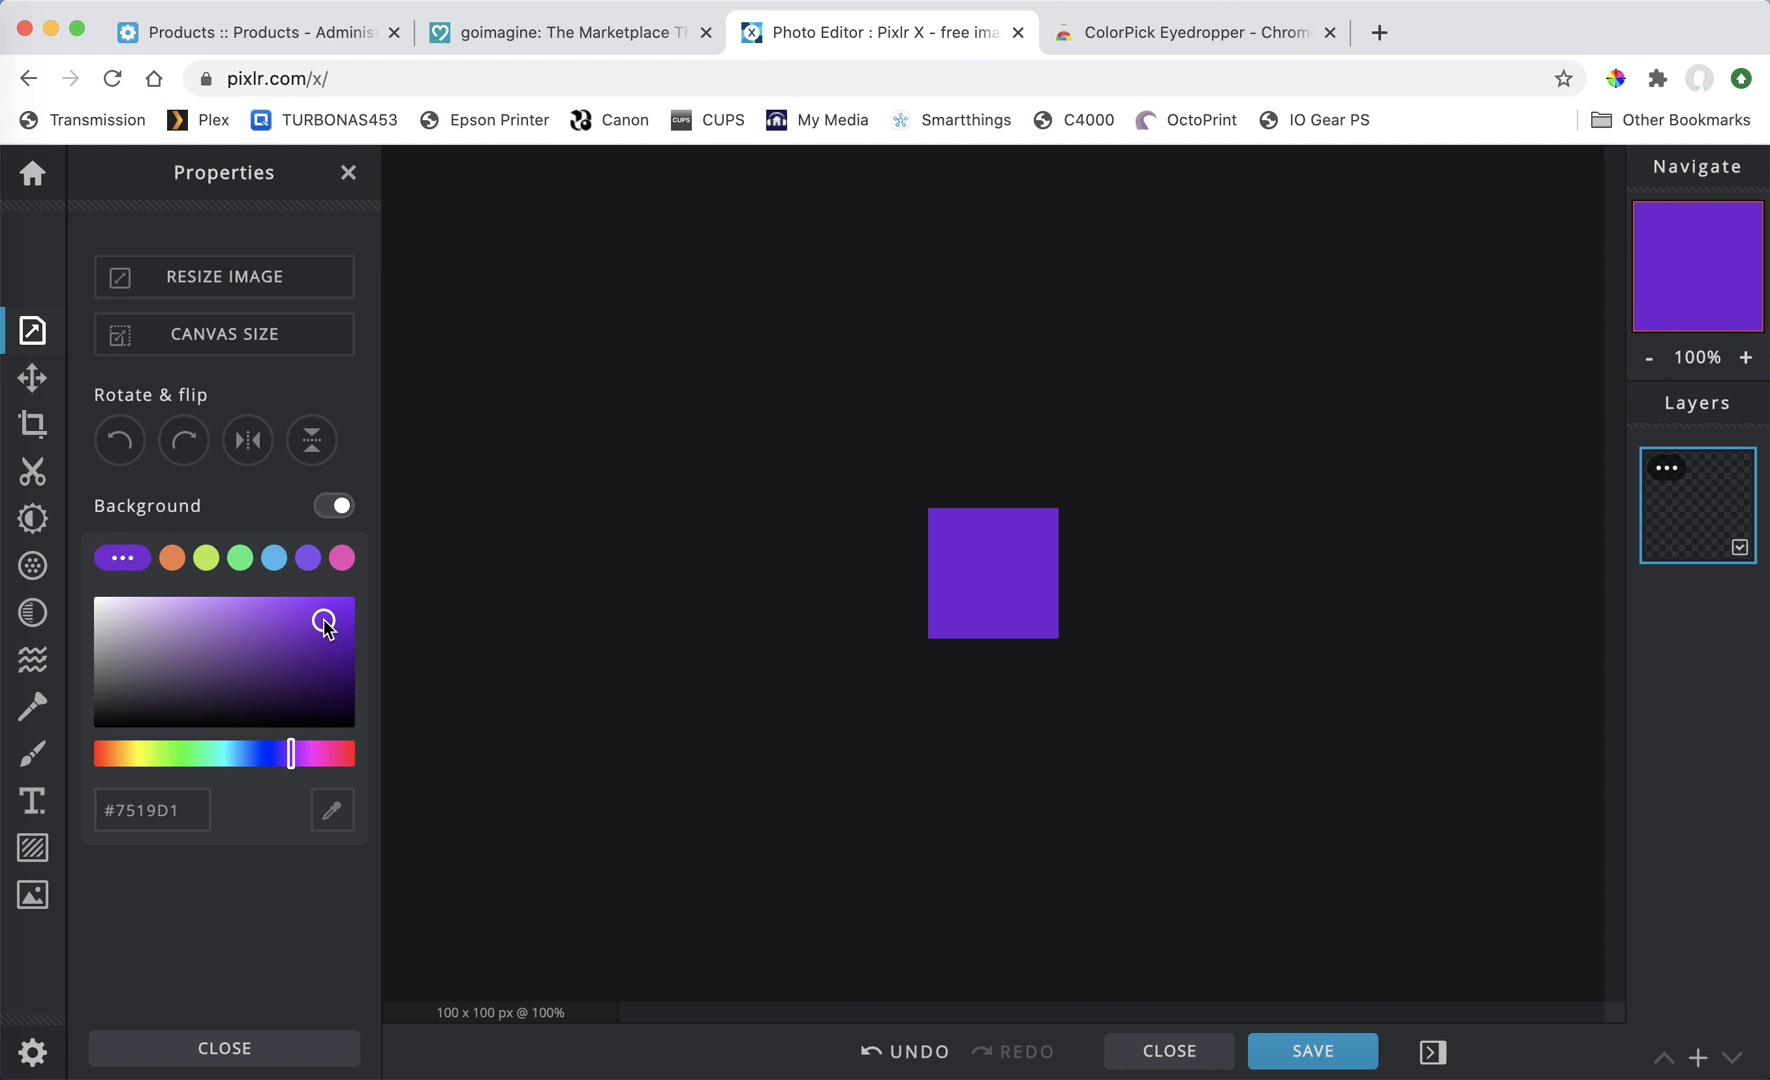 Products :: Products - Adminis
goimagine: The Marketplace T
Photo Editor : Pixlr X - free ima
ColorPick Eyedropper - Chrom
pixlr.com/x/
Transmission
Plex
TURBONAS453
Epson Printer
Canon
CUPS
CUPS
My Media
Smartthings
C4000
OctoPrint
IO Gear PS
Other Bookmarks
Properties
RESIZE IMAGE
CANVAS SIZE
Rotate & flip
Background
#7519D1
CLOSE
100 x 100 px @ 100%
UNDO
REDO
CLOSE
SAVE
Navigate
- 100% +
Layers